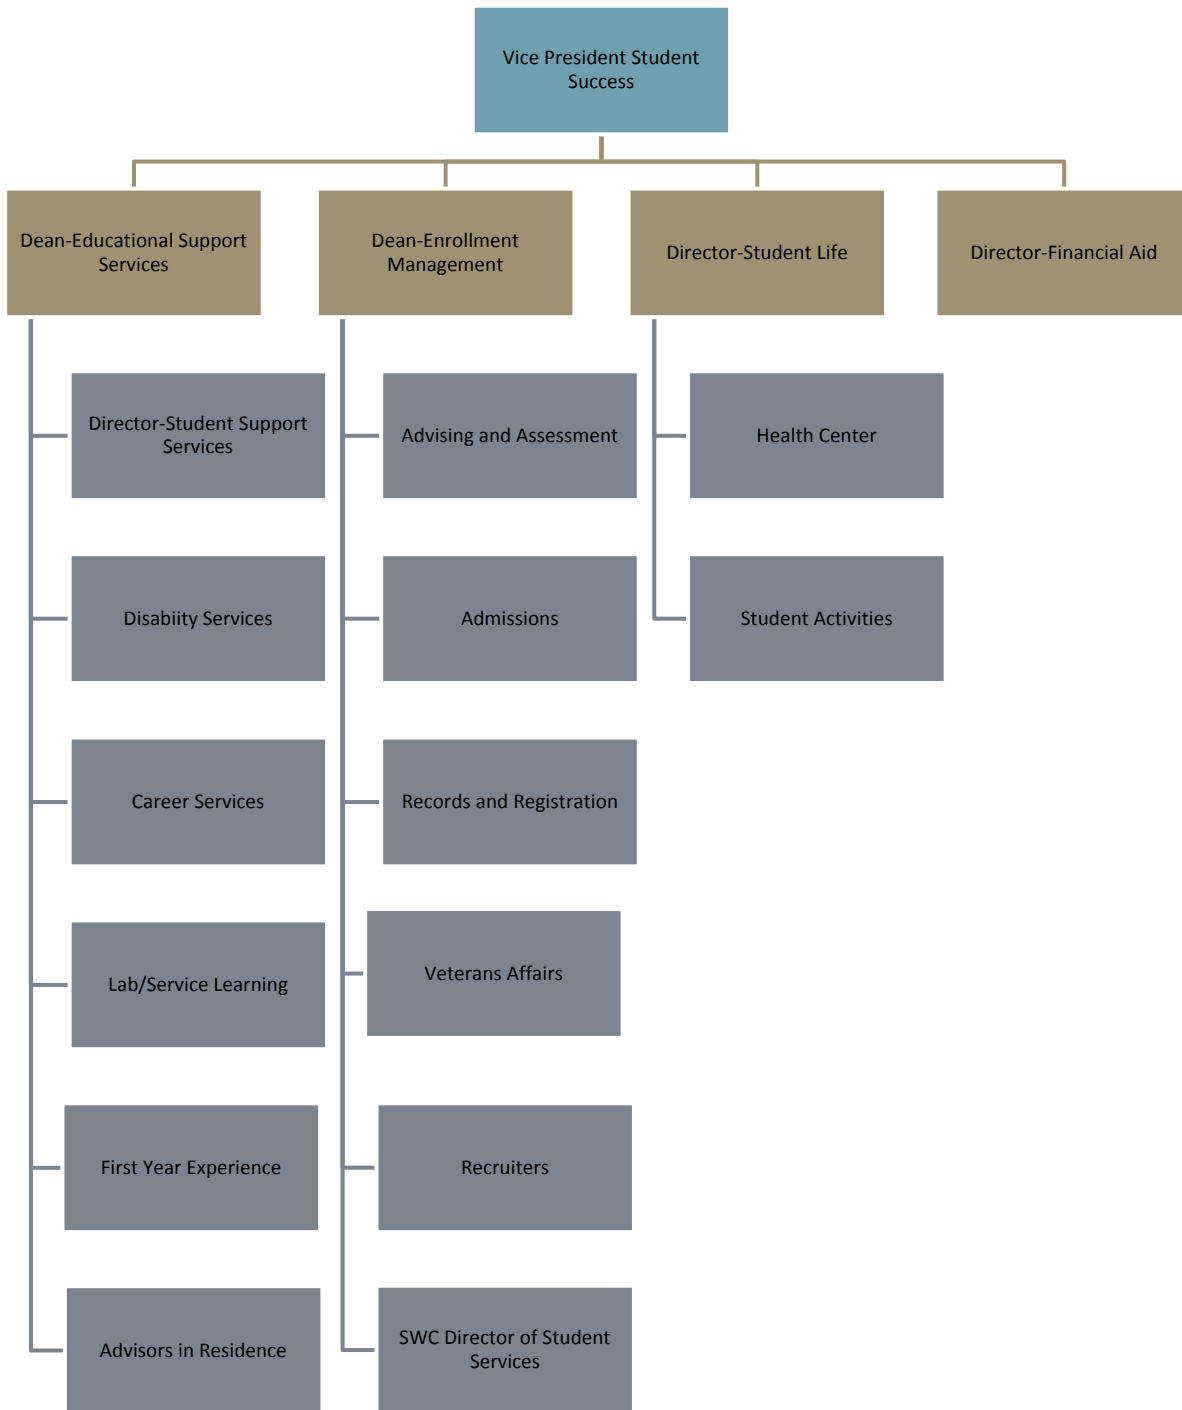 Vice President Student
Success
Dean-Educational Support
Services
Dean-Enrollment
Management
Director-Student Life
Director-Financial Aid
Director-Student Support
Services
Advising and Assessment
Health Center
Disabiity Services
Admissions
Student Activities
Career Services
Records and Registration
Lab/Service Learning
Veterans Affairs
First Year Experience
Recruiters
Advisors in Residence
SWC Director of Student
Services